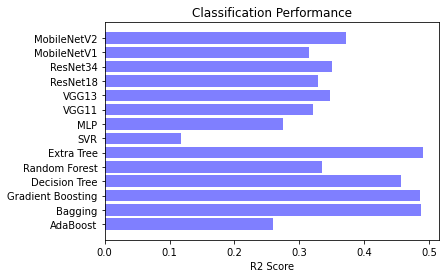 Classification Performance
MobileNetV2
MobileNetV1
ResNet34
ResNet18
VGG13
VGG11
MLP
SVR
Extra Tree
Random Forest
Decision Tree
Gradient Boosting
Bagging
AdaBoost
0.0 0.1 0.2 0.3 0.4 0.5
R2 Score